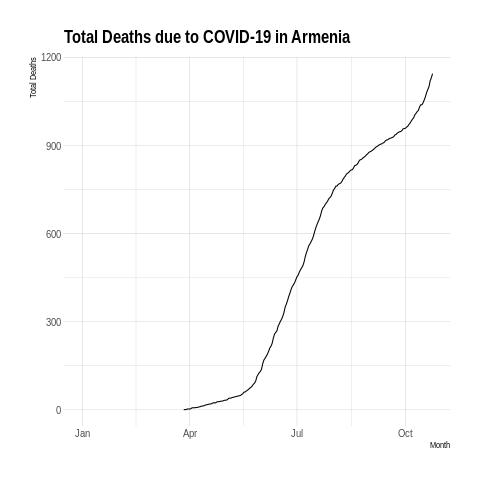 Total Deaths due to COVID-19 in Armenia
Total Deaths
1200
900
600
300
0
Jan Apr Jul Oct
Month